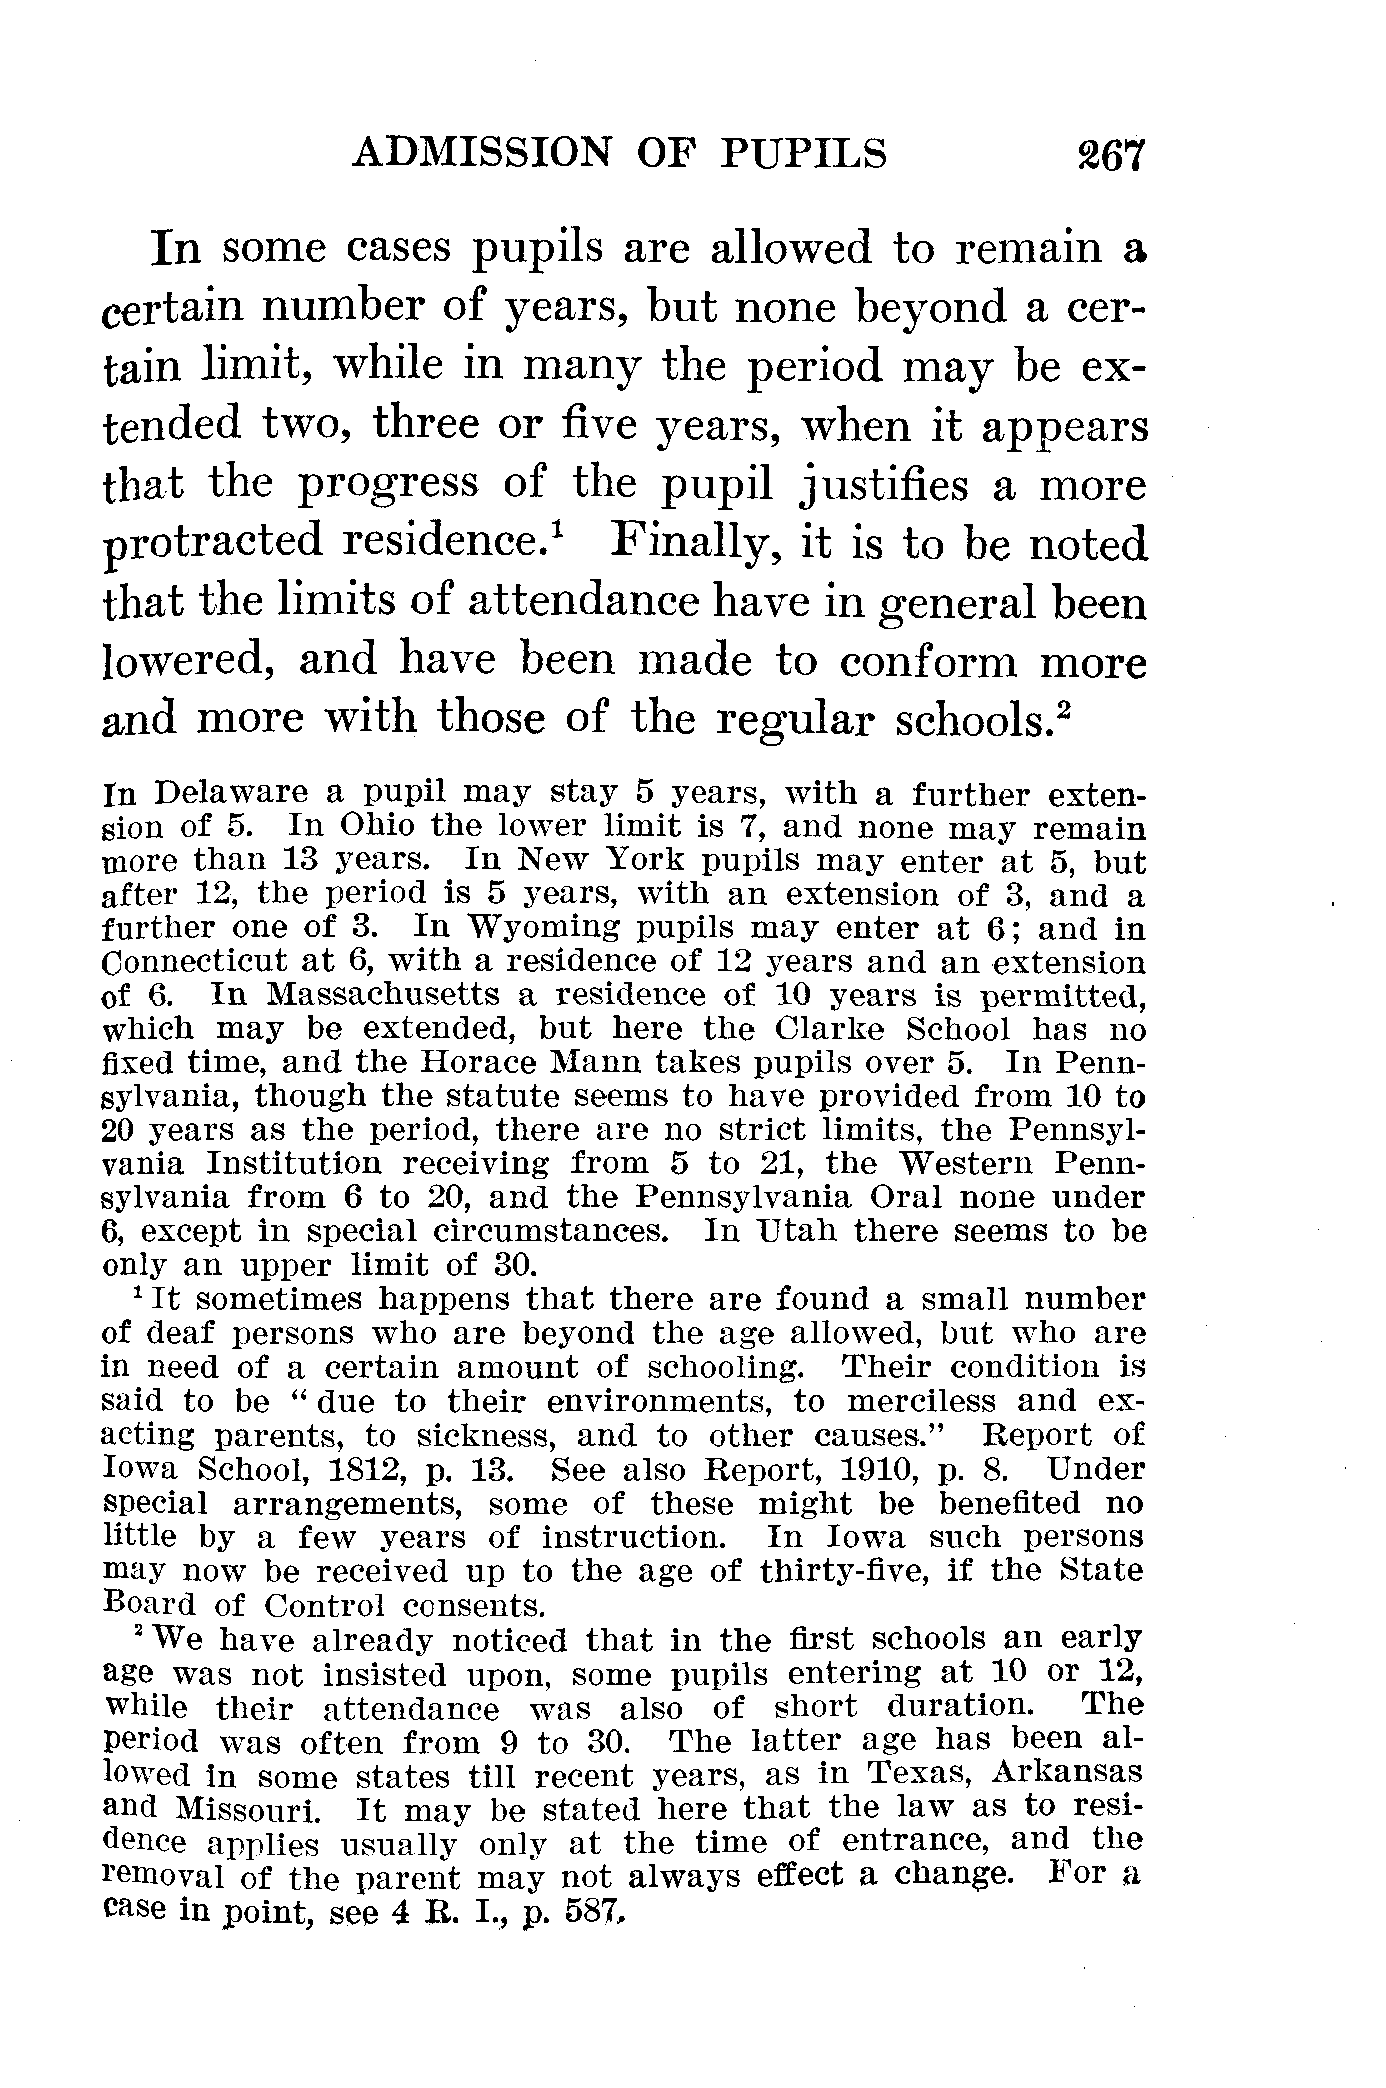 ADMISSION OF PUPILS 267
In some cases pupils are allowed to remain a
certain number of years, but none beyond a cer-
tain limit, while in many the period may be ex-
tended two, three or five years, when it appears
that the progress of the pupil justifies a more
protracted residence.¹ Finally, it is to be noted
that the limits of attendance have in general been
lowered, and have been made to conform more
and more with those of the regular schools.²
In Delaware a pupil may stay 5 years, with a further exten-
sion of 5. In Ohio the lower limit is 7, and none may remain
more than 13 years. In New York pupils may enter at 5, but
after 12, the period is 5 years, with an extension of 3, and a
further one of 3. In Wyoming pupils may enter at 6; and in
Connecticut at 6, with a residence of 12 years and an extension
of 6. In Massachusetts a residence of 10 years is permitted,
which may be extended, but here the Clarke School has no
fixed time, and the Horace Mann takes pupils over 5. In Penn-
sylvania, though the statute seems to have provided from 10 to
20 years as the period, there are no strict limits, the Pennsyl-
vania Institution receiving from 5 to 21, the Western Penn-
sylvania from 6 to 20, and the Pennsylvania Oral none under
6, except in special circumstances. In Utah there seems to be
only an upper limit of 30.
¹ It sometimes happens that there are found a small number
of deaf persons who are beyond the age allowed, but who are
in need of a certain amount of schooling. Their condition is
said to be “ due to their environments, to merciless and ex-
acting parents, to sickness, and to other causes.” Report of
Iowa School, 1812, p. 13. See also Report, 1910, p. 8. Under
special arrangements, some of these might be benefited no
little by a few years of instruction. In Iowa such persons
may now be received up to the age of thirty-five, if the State
Board of Control consents.
² We have already noticed that in the first schools an early
age was not insisted upon, some pupils entering at 10 or 12,
while their attendance was also of short duration. The
period was often from 9 to 30. The latter age has been al-
lowed in some states till recent years, as in Texas, Arkansas
and Missouri. It may be stated here that the law as to resi-
dence applies usually only at the time of entrance, and the
removal of the parent may not always effect a change. For a
case in point, see 4 R. I., p. 587.